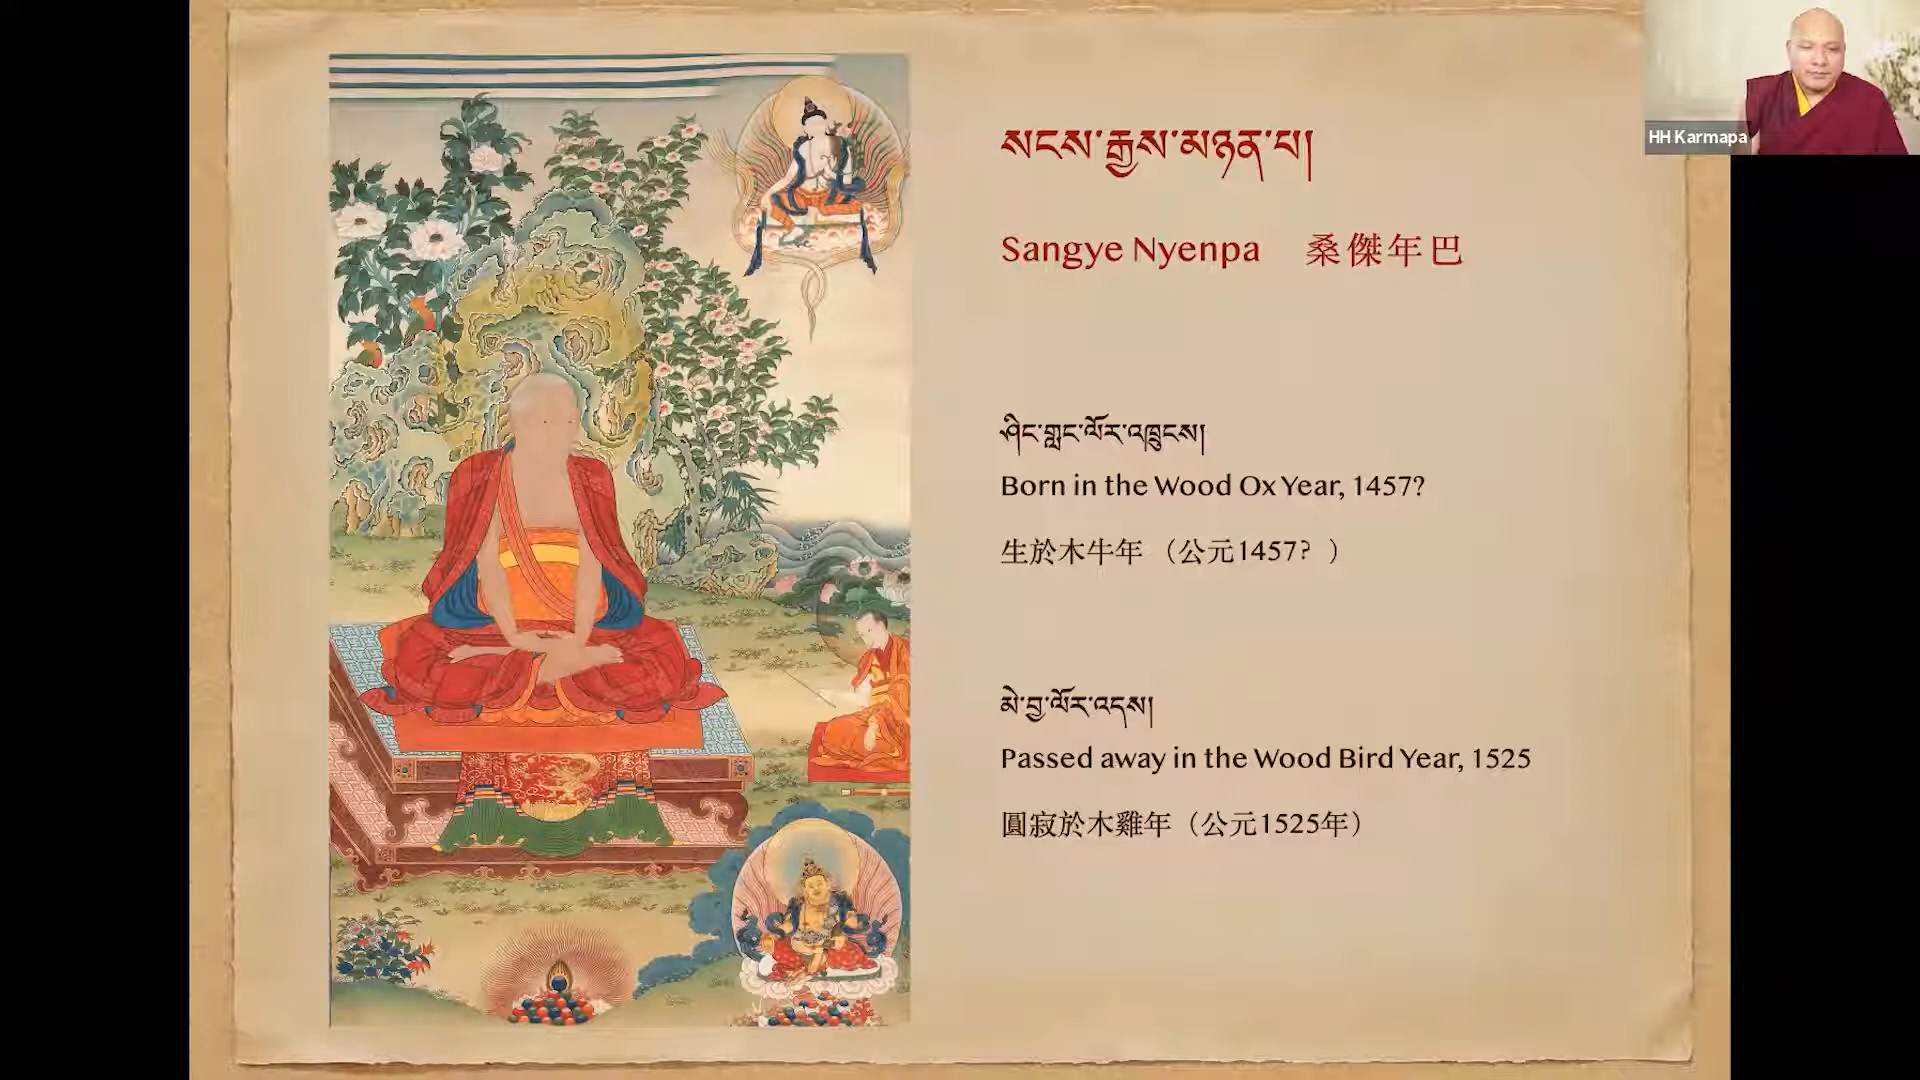 HH Karmapa
སངས་རྒྱས་མཉན་པ།
Sangye Nyenpa 桑傑年巴
ཤིང་གླང་ལོར་འཁྲུངས།
Born in the Wood Ox Year, 1457?
生於木牛年（公元1457？）
མེ་བྱ་ལོར་འདས།
Passed away in the Wood Bird Year, 1525
圓寂於木雞年（公元1525年）